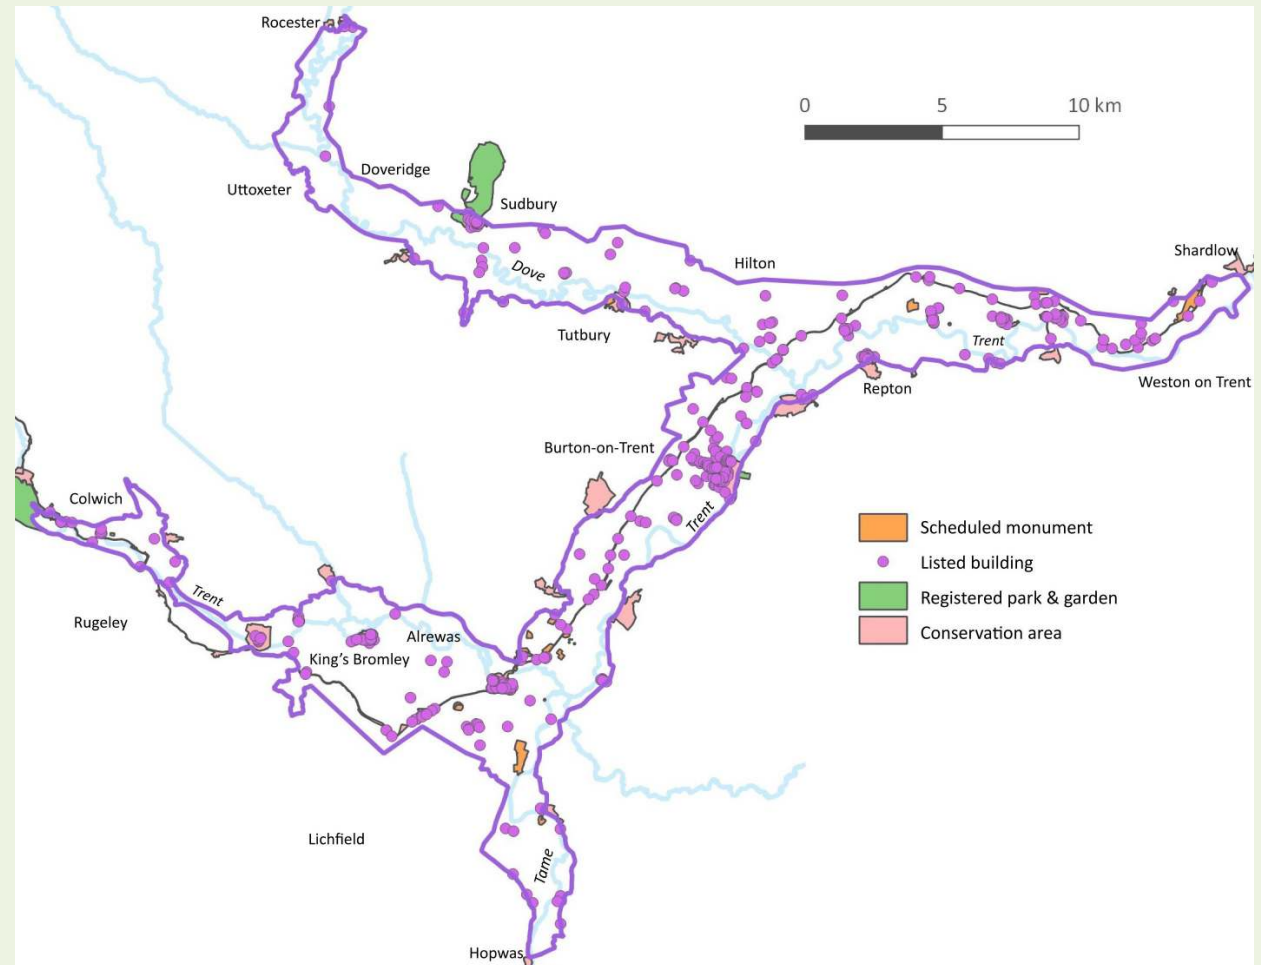 Rocester
0 5 10 km
Doveridge
Uttoxeter
Sudbury
Shardlow
Hilton
Dove
Tutbury
Trent
Weston on Trent
Repton
Burton-on-Trent
Colwich
Trent
Scheduled monument
Listed building
Registered park & garden
Conservation area
Trent
Rugeley
Alrewas
King's Bromley
Lichfield
Tame
Hopwas